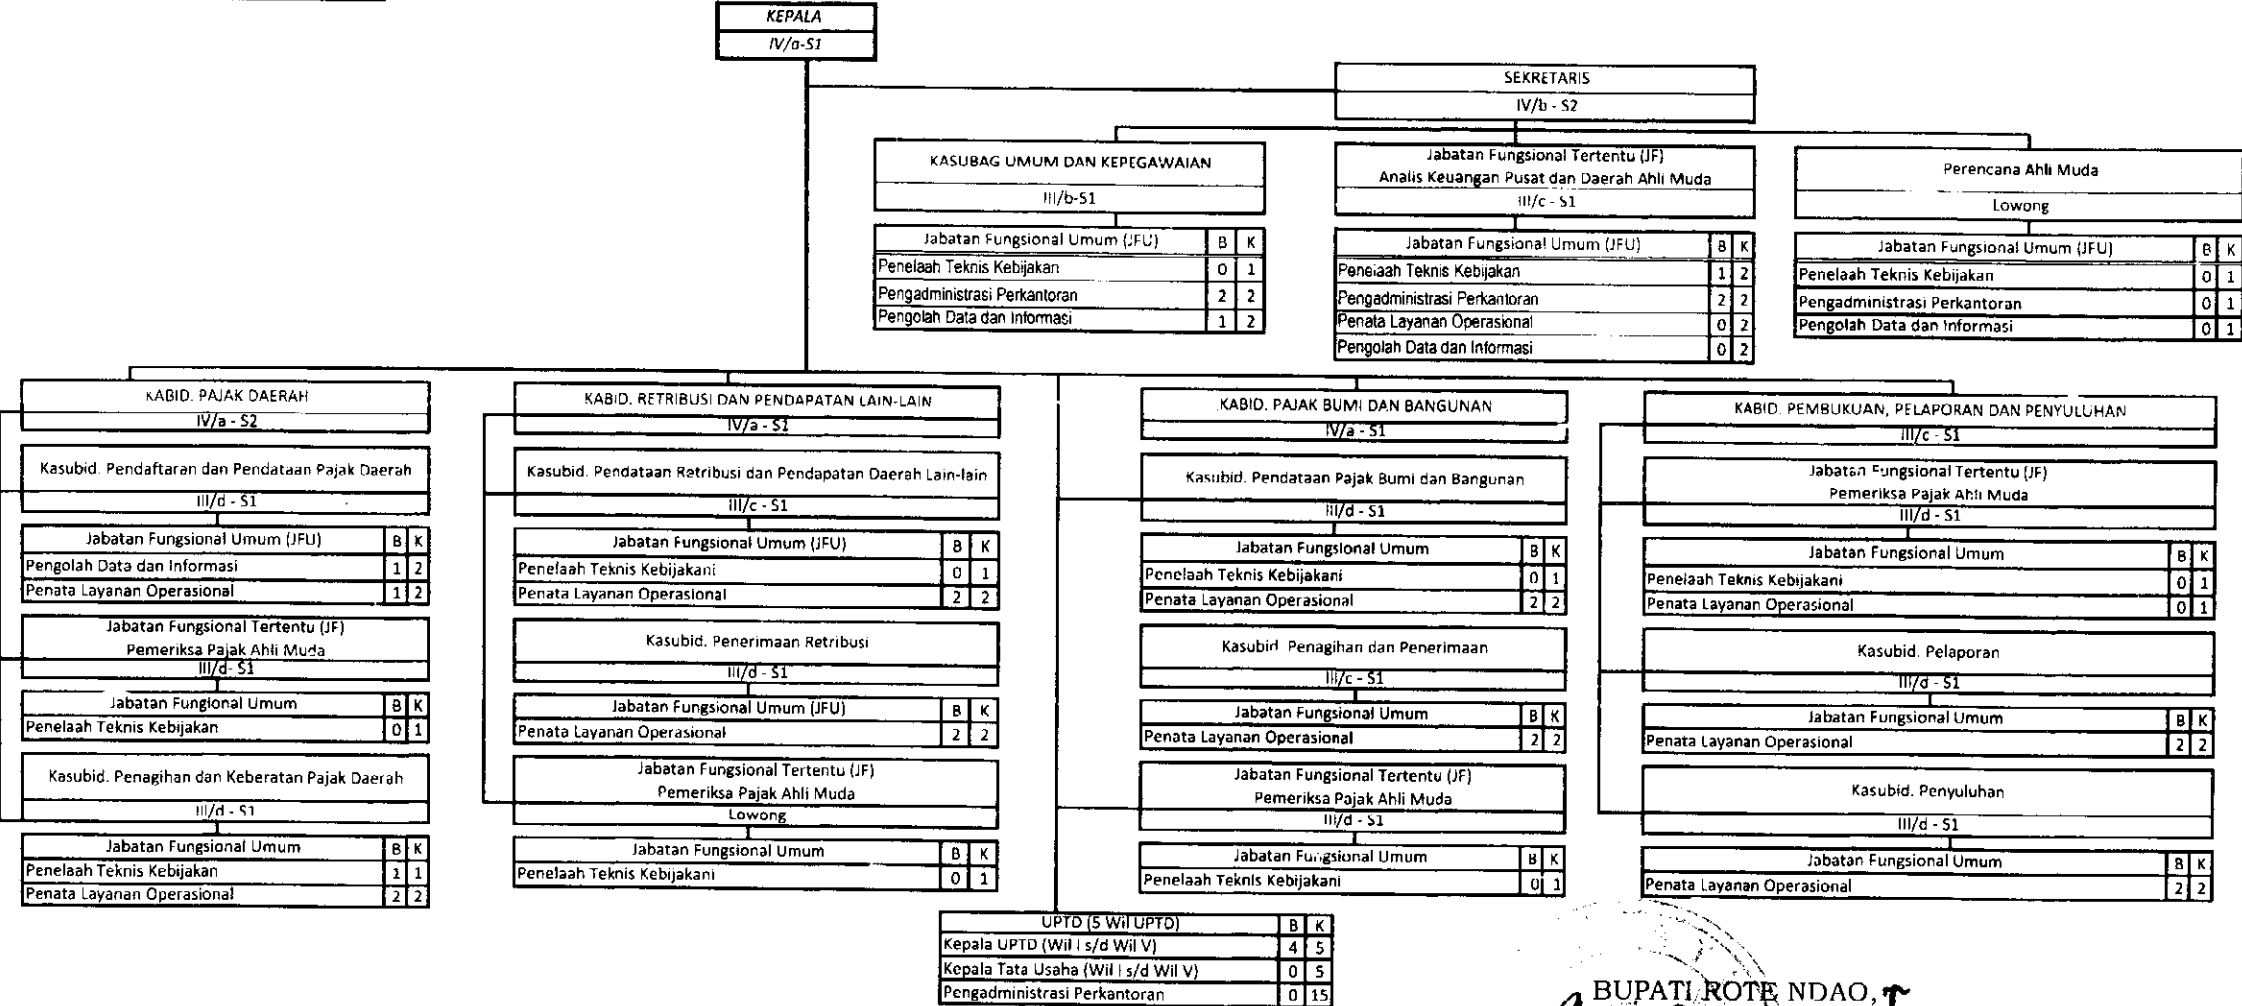 KEPALA
IV/a-S1
SEKRETARIS
IV/b - S2
KASUBAG UMUM DAN KEPEGAWAIAN
III/b-S1
Jabatan Fungsional Umum (JFU) B K
Penelaah Teknis Kebijakan 0 1
Pengadministrasi Perkantoran 2 2
Pengolah Data dan Informasi 1 2
Jabatan Fungsional Tertentu (JF)
Analis Keuangan Pusat dan Daerah Ahli Muda
III/c - S1
Jabatan Fungsional Umum (JFU) B K
Penelaah Teknis Kebijakan 1 2
Pengadministrasi Perkantoran 2 2
Penata Layanan Operasional 0 2
Pengolah Data dan Informasi 0 2
Perencana Ahli Muda
Lowong
Jabatan Fungsional Umum (JFU) B K
Penelaah Teknis Kebijakan 0 1
Pengadministrasi Perkantoran 0 1
Pengolah Data dan Informasi 0 1
KABID. PAJAK DAERAH
IV/a - S2
Kasubid. Pendaftaran dan Pendataan Pajak Daerah
III/d - S1
Jabatan Fungsional Umum (JFU) B K
Pengolah Data dan Informasi 1 2
Penata Layanan Operasional 1 2
Jabatan Fungsional Tertentu (JF)
Pemeriksa Pajak Ahli Muda
III/d- S1
Jabatan Fungional Umum B K
Penelaah Teknis Kebijakan 0 1
Kasubid. Penagihan dan Keberatan Pajak Daerah
III/d - S1
Jabatan Fungsional Umum B K
Penelaah Teknis Kebijakan 1 1
Penata Layanan Operasional 2 2
KABID. RETRIBUSI DAN PENDAPATAN LAIN-LAIN
IV/a - S1
Kasubid. Pendataan Retribusi dan Pendapatan Daerah Lain-lain
III/c - S1
Jabatan Fungsional Umum (JFU) B K
Penelaah Teknis Kebijakani 0 1
Penata Layanan Operasional 2 2
Kasubid. Penerimaan Retribusi
III/d - S1
Jabatan Fungsional Umum (JFU) B K
Penata Layanan Operasional 2 2
Jabatan Fungsional Tertentu (JF)
Pemeriksa Pajak Ahli Muda
Lowong
Jabatan Fungsional Umum B K
Penelaah Teknis Kebijakani 0 1
KABID. PAJAK BUMI DAN BANGUNAN
IV/a - S1
Kasubid. Pendataan Pajak Bumi dan Bangunan
III/d - S1
Jabatan Fungsional Umum B K
Penelaah Teknis Kebijakani 0 1
Penata Layanan Operasional 2 2
Kasubid Penagihan dan Penerimaan
III/c - S1
Jabatan Fungsional Umum B K
Penata Layanan Operasional 2 2
Jabatan Fungsional Tertentu (JF)
Pemeriksa Pajak Ahli Muda
III/d - S1
Jabatan Fungsional Umum B K
Penelaah Teknis Kebijakani 0 1
KABID. PEMBUKUAN, PELAPORAN DAN PENYULUHAN
III/c - S1
Jabatan Fungsional Tertentu (JF)
Pemeriksa Pajak Ahli Muda
III/d - S1
Jabatan Fungsional Umum B K
Penelaah Teknis Kebijakani 0 1
Penata Layanan Operasional 0 1
Kasubid. Pelaporan
III/d - S1
Jabatan Fungsional Umum B K
Penata Layanan Operasional 2 2
Kasubid. Penyuluhan
III/d - S1
Jabatan Fungsional Umum B K
Penata Layanan Operasional 2 2
UPTD (5 Wil UPTD) B K
Kepala UPTD (Wil I s/d Wil V) 4 5
Kepala Tata Usaha (Wil I s/d Wil V) 0 5
Pengadministrasi Perkantoran 0 15
BUPATI ROTE NDAO,